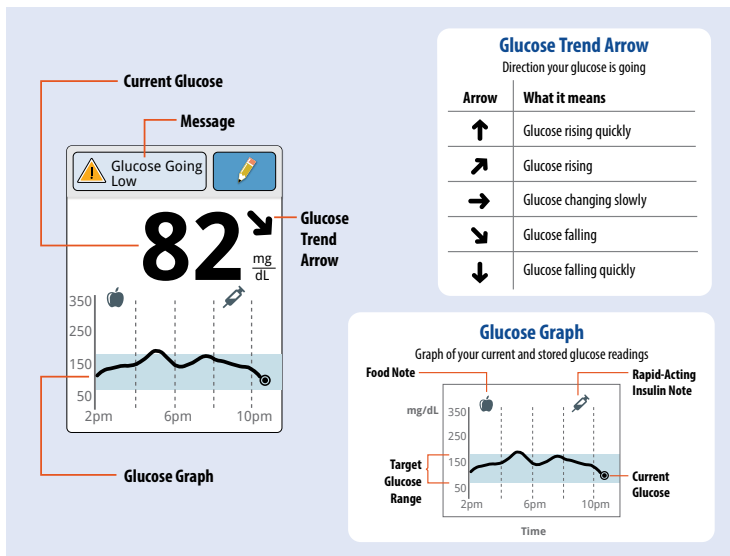 Current Glucose
Message
Glucose Going
Low
82
mg
dL
Glucose
Trend
Arrow
350
250
150
50
2pm 6pm 10pm
Glucose Graph
Glucose Trend Arrow
Direction your glucose is going
Arrow What it means
↑ Glucose rising quickly
↗ Glucose rising
→ Glucose changing slowly
↘ Glucose falling
↓ Glucose falling quickly
Glucose Graph
Graph of your current and stored glucose readings
Food Note
Rapid-Acting
Insulin Note
mg/dL
350
250
150
50
Target
Glucose
Range
Current
Glucose
2pm 6pm 10pm
Time